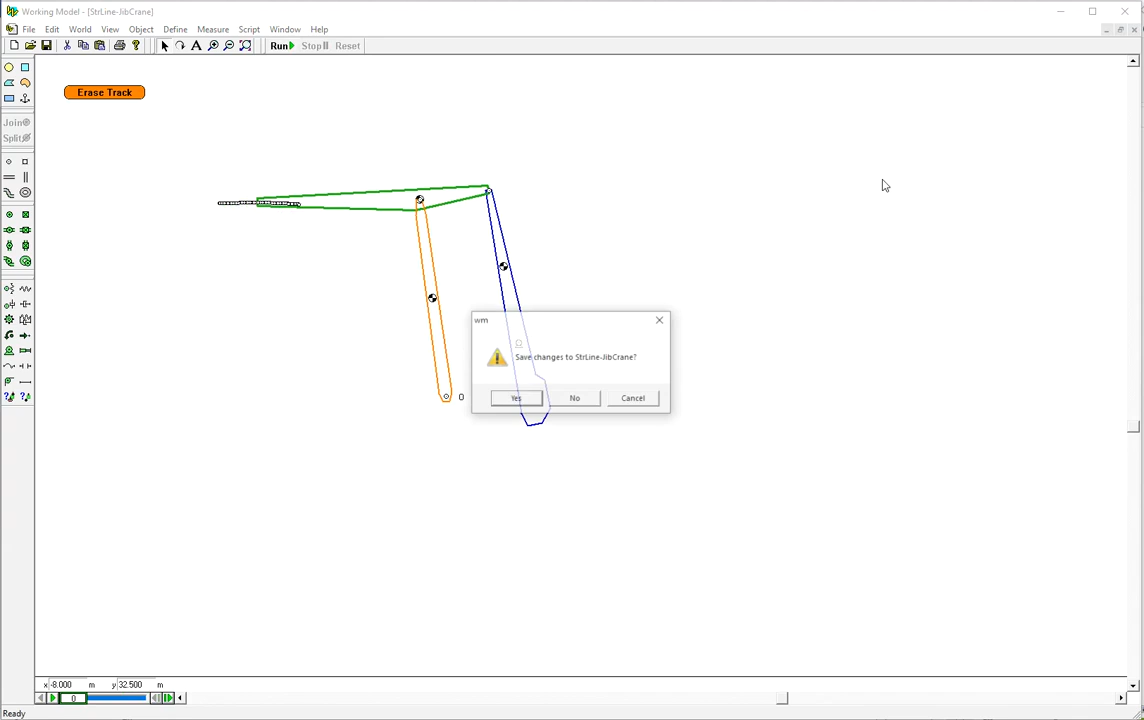 Working Model - [StrLine-JibCrane]
File Edit World View Object Define Measure Script Window Help
Run Stop Reset
Erase Track
Join
Split
wm
Save changes to StrLine-JibCrane?
Yes No Cancel
0
x -8.000 m y 32.500 m
0
Ready